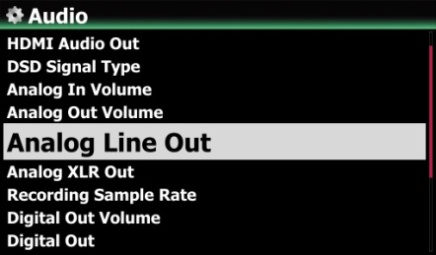 Audio
HDMI Audio Out
DSD Signal Type
Analog In Volume
Analog Out Volume
Analog Line Out
Analog XLR Out
Recording Sample Rate
Digital Out Volume
Digital Out